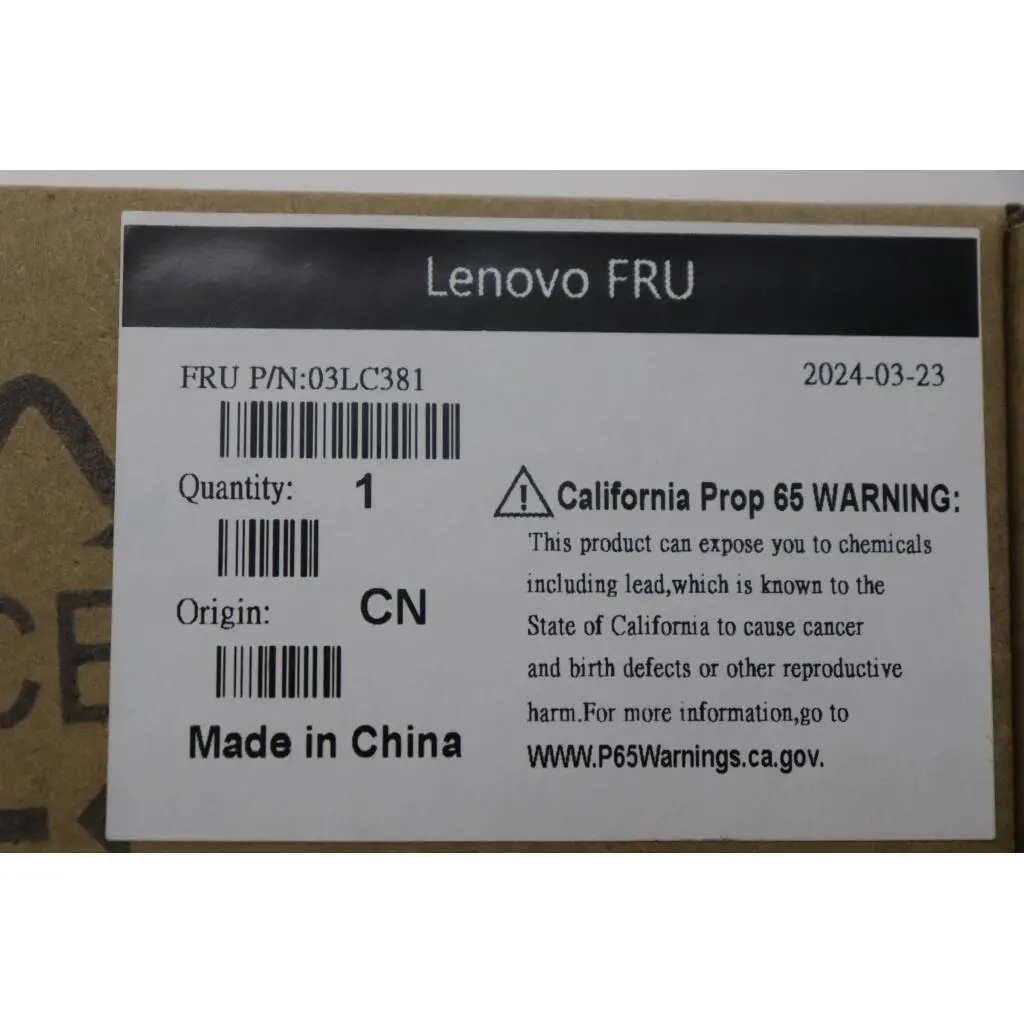 Lenovo FRU
FRU P/N:03LC381
2024-03-23
Quantity: 1
Origin: CN
Made in China
California Prop 65 WARNING:
This product can expose you to chemicals
including lead,which is known to the
State of California to cause cancer
and birth defects or other reproductive
harm.For more information,go to
WWW.P65Warnings.ca.gov.
CE